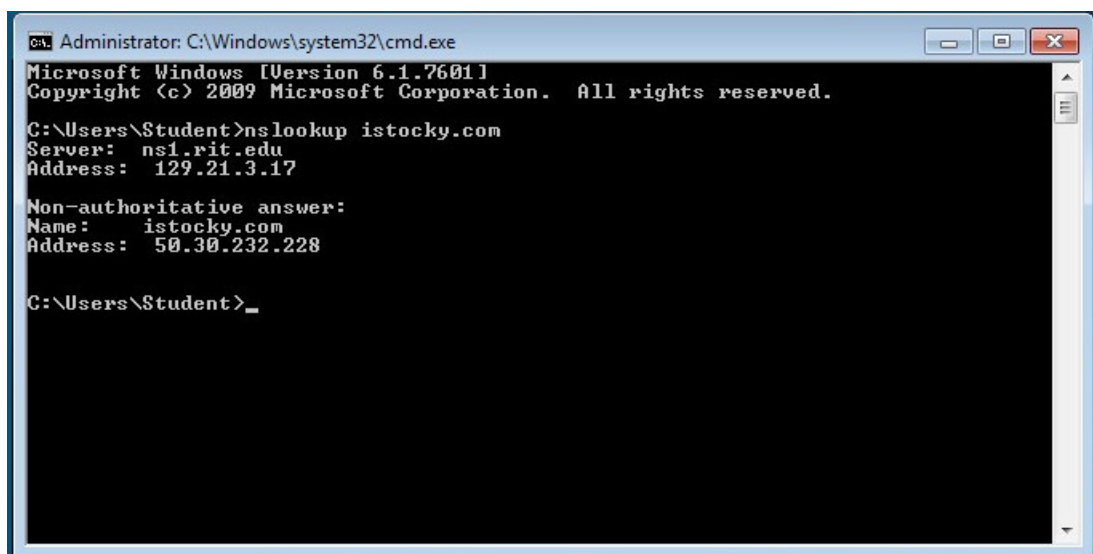 Administrator: C:\Windows\system32\cmd.exe
Microsoft Windows [Version 6.1.7601]
Copyright (c) 2009 Microsoft Corporation.  All rights reserved.
C:\Users\Student>nslookup istocky.com
Server:  ns1.rit.edu
Address:  129.21.3.17
Non-authoritative answer:
Name:    istocky.com
Address:  50.30.232.228
C:\Users\Student>_